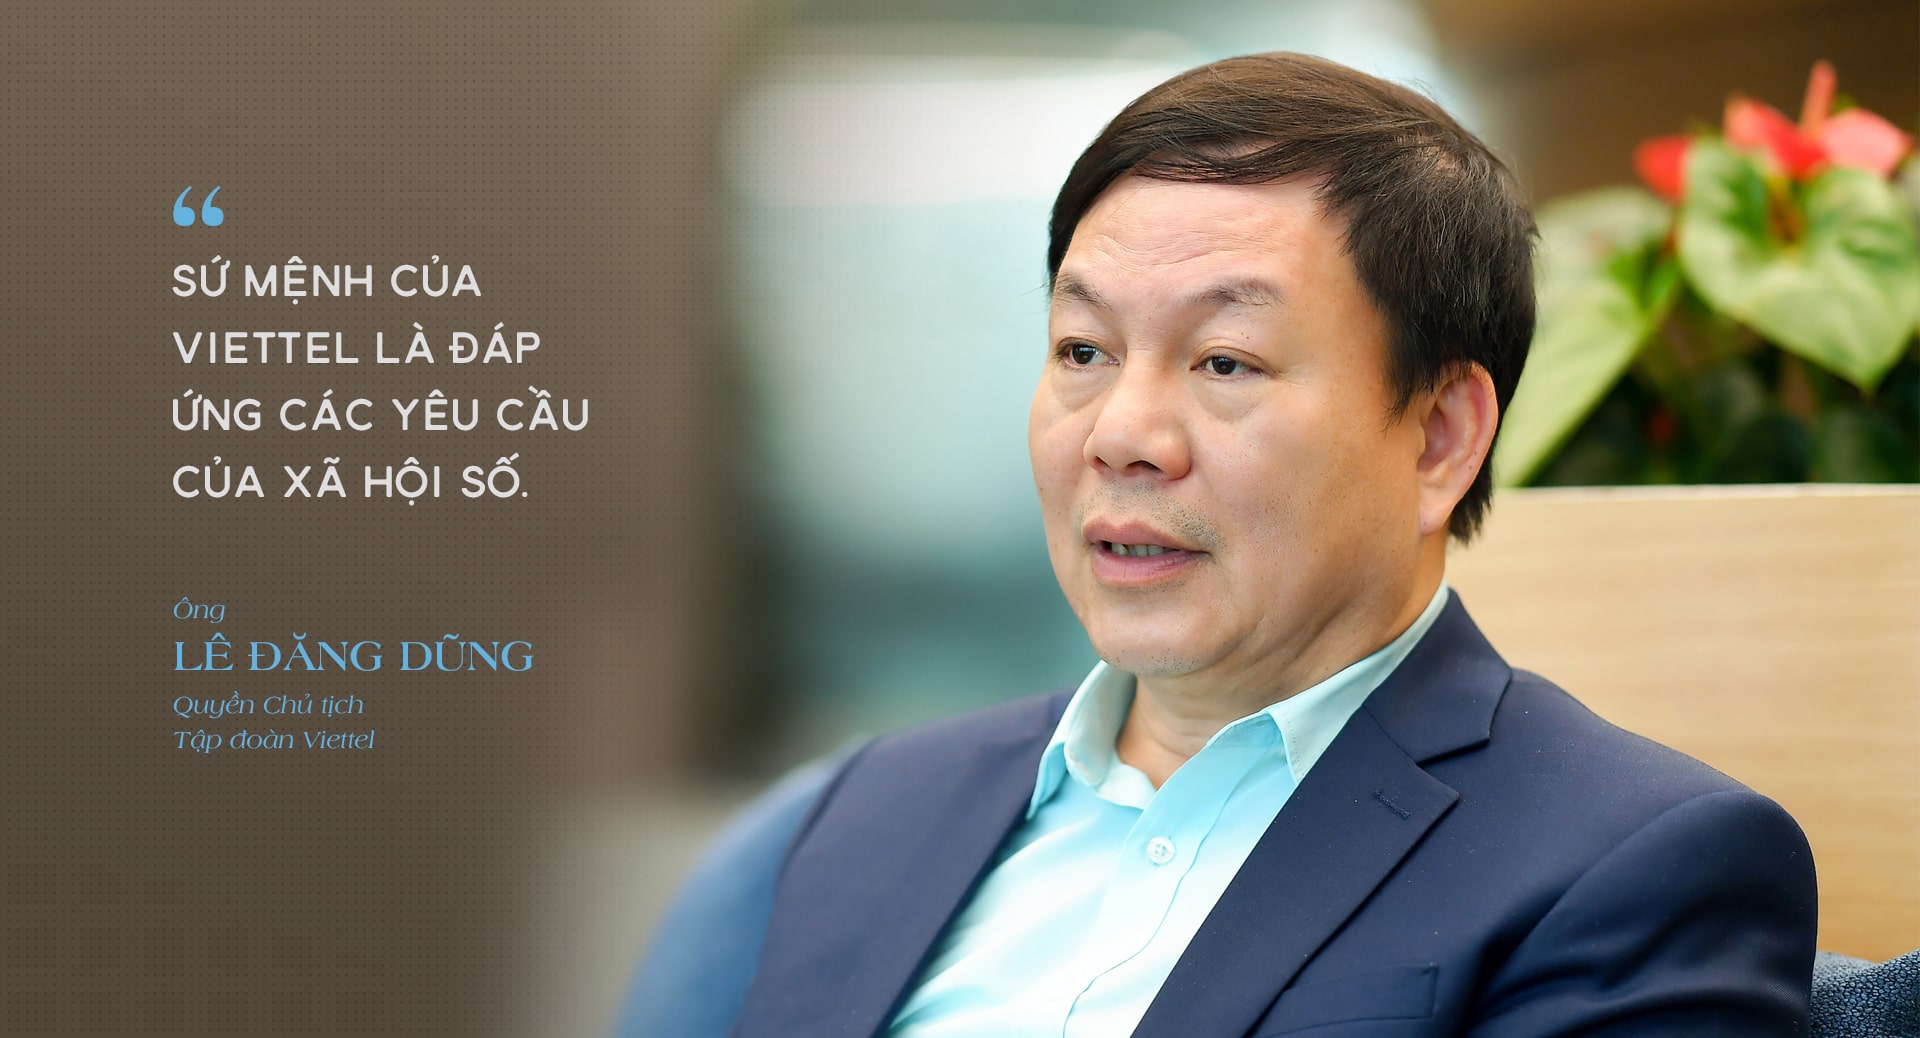 “
SỨ MỆNH CỦA
VIETTEL LÀ ĐÁP
ỨNG CÁC YÊU CẦU
CỦA XÃ HỘI SỐ.
Ông
LÊ ĐĂNG DŨNG
Quyền Chủ tịch
Tập đoàn Viettel